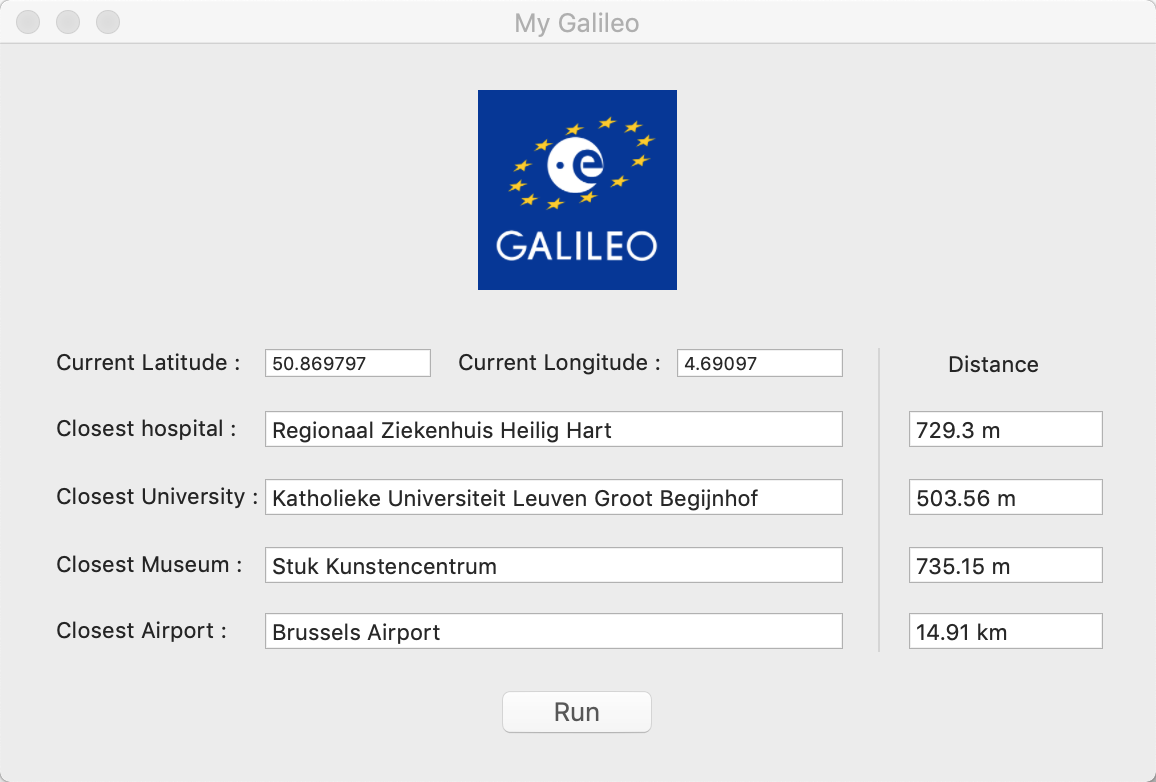 My Galileo
e
GALILEO
Current Latitude : 50.869797 Current Longitude : 4.69097 Distance
Closest hospital : Regionaal Ziekenhuis Heilig Hart 729.3 m
Closest University : Katholieke Universiteit Leuven Groot Begijnhof 503.56 m
Closest Museum : Stuk Kunstencentrum 735.15 m
Closest Airport : Brussels Airport 14.91 km
Run